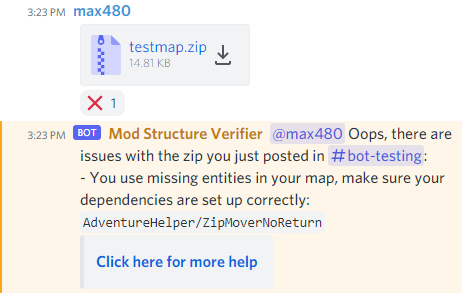 3:23 PM max480
testmap.zip
14.81 KB
1
3:23 PM BOT Mod Structure Verifier @max480 Oops, there are
issues with the zip you just posted in #bot-testing:
- You use missing entities in your map, make sure your
dependencies are set up correctly:
AdventureHelper/ZipMoverNoReturn
Click here for more help